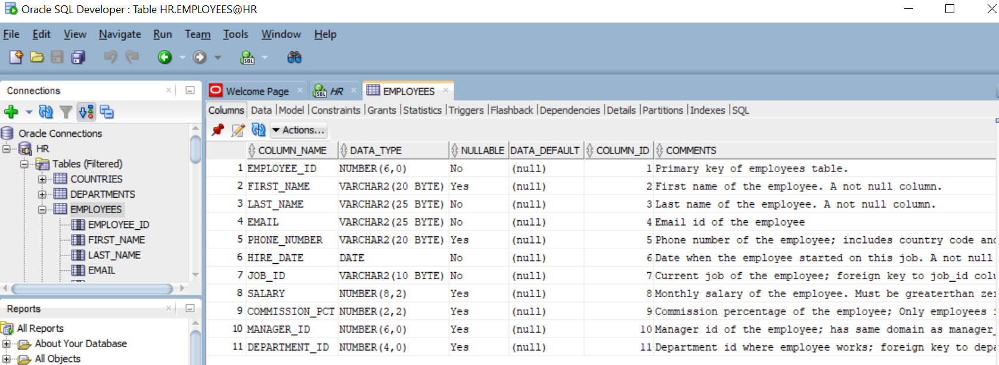 Oracle SQL Developer : Table HR.EMPLOYEES@HR
File Edit View Navigate Run Team Tools Window Help
SQL
Connections
Oracle Connections
HR
Tables (Filtered)
COUNTRIES
DEPARTMENTS
EMPLOYEES
EMPLOYEE_ID
FIRST_NAME
LAST_NAME
EMAIL
Reports
All Reports
About Your Database
All Objects
Welcome Page SQL HR EMPLOYEES
Columns Data Model Constraints Grants Statistics Triggers Flashback Dependencies Details Partitions Indexes SQL
Actions...
COLUMN_NAME DATA_TYPE NULLABLE DATA_DEFAULT COLUMN_ID COMMENTS
1 EMPLOYEE_ID NUMBER(6,0) No (null) 1 Primary key of employees table.
2 FIRST_NAME VARCHAR2(20 BYTE) Yes (null) 2 First name of the employee. A not null column.
3 LAST_NAME VARCHAR2(25 BYTE) No (null) 3 Last name of the employee. A not null column.
4 EMAIL VARCHAR2(25 BYTE) No (null) 4 Email id of the employee
5 PHONE_NUMBER VARCHAR2(20 BYTE) Yes (null) 5 Phone number of the employee; includes country code and
6 HIRE_DATE DATE No (null) 6 Date when the employee started on this job. A not null
7 JOB_ID VARCHAR2(10 BYTE) No (null) 7 Current job of the employee; foreign key to job_id colu
8 SALARY NUMBER(8,2) Yes (null) 8 Monthly salary of the employee. Must be greaterthan zer
9 COMMISSION_PCT NUMBER(2,2) Yes (null) 9 Commission percentage of the employee; Only employees i
10 MANAGER_ID NUMBER(6,0) Yes (null) 10 Manager id of the employee; has same domain as manager_
11 DEPARTMENT_ID NUMBER(4,0) Yes (null) 11 Department id where employee works; foreign key to depa